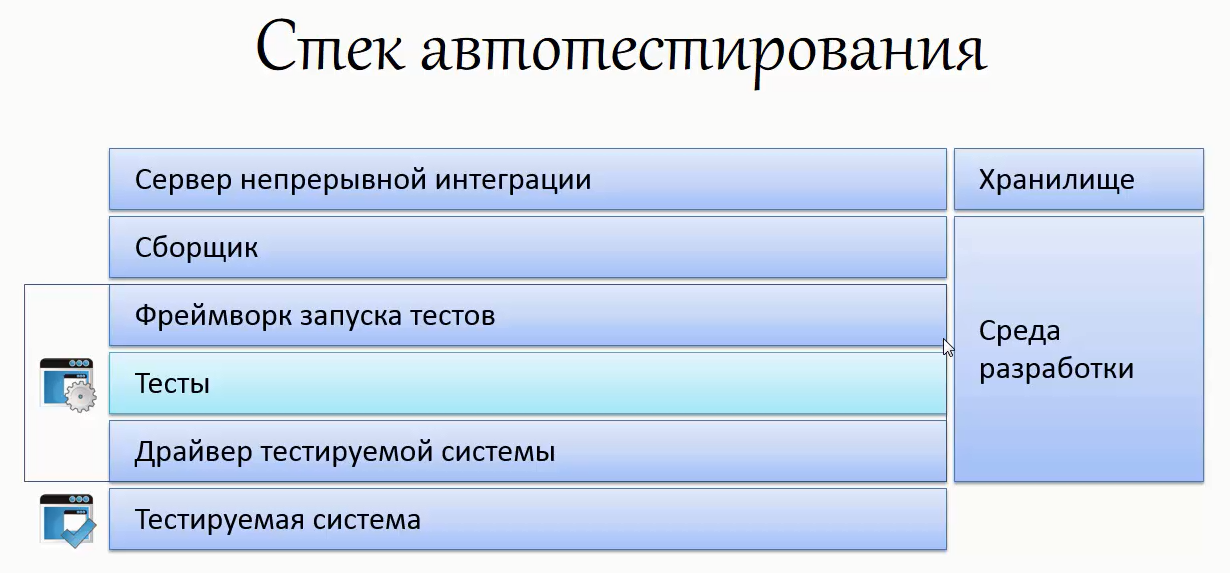 Стек автотестирования
Сервер непрерывной интеграции
Хранилище
Сборщик
Фреймворк запуска тестов
Тесты
Драйвер тестируемой системы
Среда
разработки
Тестируемая система